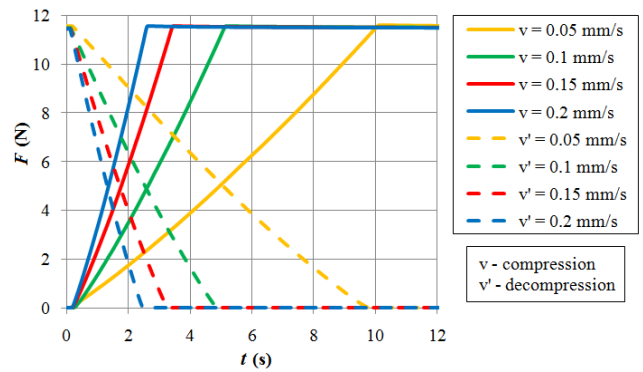 12
10
8
6
4
2
0
F (N)
0 2 4 6 8 10 12
t (s)
v = 0.05 mm/s
v = 0.1 mm/s
v = 0.15 mm/s
v = 0.2 mm/s
v' = 0.05 mm/s
v' = 0.1 mm/s
v' = 0.15 mm/s
v' = 0.2 mm/s
v - compression
v' - decompression